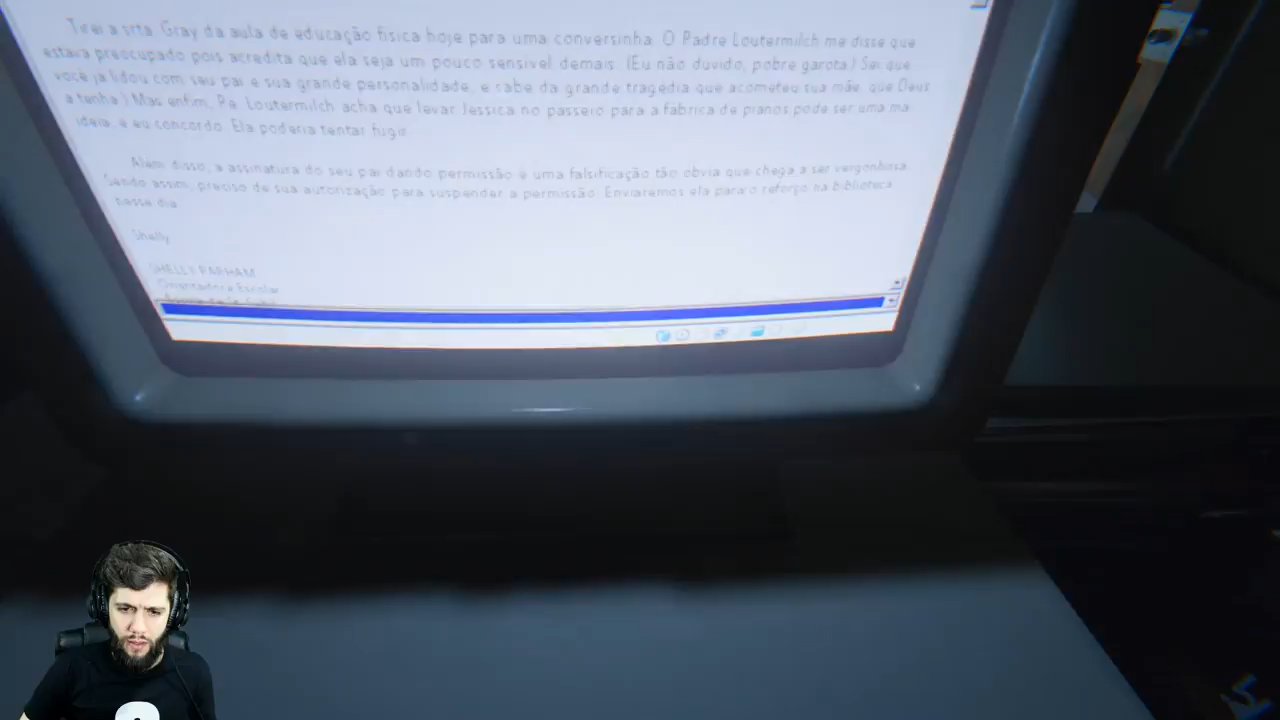 Tirei a srta. Gray da aula de educação física hoje para uma conversinha. O Padre Loutermilch me disse que
estava preocupado pois acredita que ela seja um pouco sensível demais. (Eu não duvido, pobre garota.) Sei que
você já lidou com seu pai e sua grande personalidade, e sabe da grande tragédia que acometeu sua mãe, que Deus
a tenha.) Mas enfim, Pe. Loutermilch acha que levar Jessica no passeio para a fábrica de pianos pode ser uma má
ideia, e eu concordo. Ela poderia tentar fugir.
Além disso, a assinatura do seu pai dando permissão é uma falsificação tão óbvia que chega a ser vergonhosa.
Sendo assim, preciso de sua autorização para suspender a permissão. Enviaremos ela para o reforço na biblioteca
nesse dia.
Shelly
SHELLY PARHAM
Orientadora Escolar